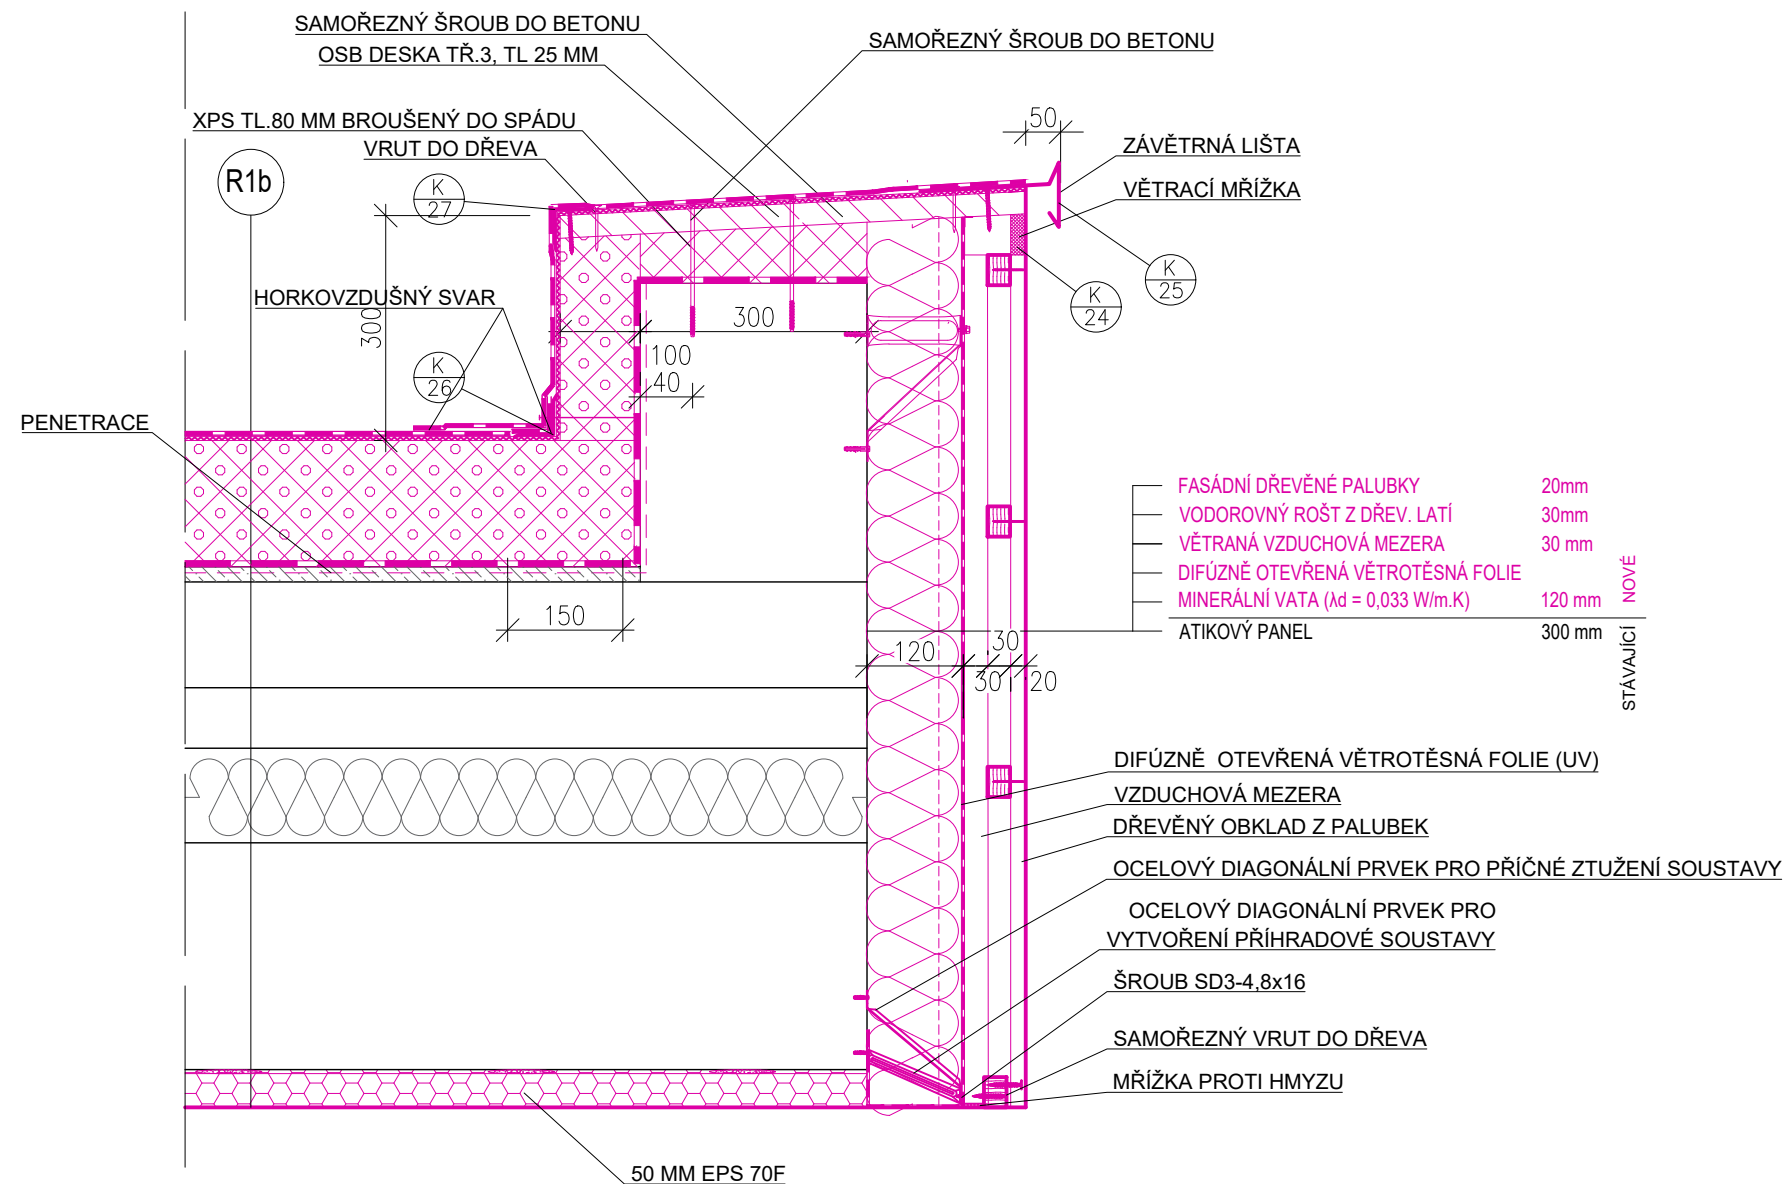 SAMOŘEZNÝ ŠROUB DO BETONU
OSB DESKA TŘ.3, TL 25 MM
SAMOŘEZNÝ ŠROUB DO BETONU
XPS TL.80 MM BROUŠENÝ DO SPÁDU
VRUT DO DŘEVA
50
ZÁVĚTRNÁ LIŠTA
VĚTRACÍ MŘÍŽKA
R1b
K
27
K
25
K
24
HORKOVZDUŠNÝ SVAR
300
300
100
40
K
26
PENETRACE
FASÁDNÍ DŘEVĚNÉ PALUBKY 20mm
VODOROVNÝ ROŠT Z DŘEV. LATÍ 30mm
VĚTRANÁ VZDUCHOVÁ MEZERA 30 mm
DIFÚZNĚ OTEVŘENÁ VĚTROTĚSNÁ FOLIE
MINERÁLNÍ VATA (λd = 0,033 W/m.K) 120 mm
NOVÉ
ATIKOVÝ PANEL 300 mm
STÁVAJÍCÍ
150
120
30
30
20
DIFÚZNĚ OTEVŘENÁ VĚTROTĚSNÁ FOLIE (UV)
VZDUCHOVÁ MEZERA
DŘEVĚNÝ OBKLAD Z PALUBEK
OCELOVÝ DIAGONÁLNÍ PRVEK PRO PŘÍČNÉ ZTUŽENÍ SOUSTAVY
OCELOVÝ DIAGONÁLNÍ PRVEK PRO
VYTVOŘENÍ PŘÍHRADOVÉ SOUSTAVY
ŠROUB SD3-4,8x16
SAMOŘEZNÝ VRUT DO DŘEVA
MŘÍŽKA PROTI HMYZU
50 MM EPS 70F